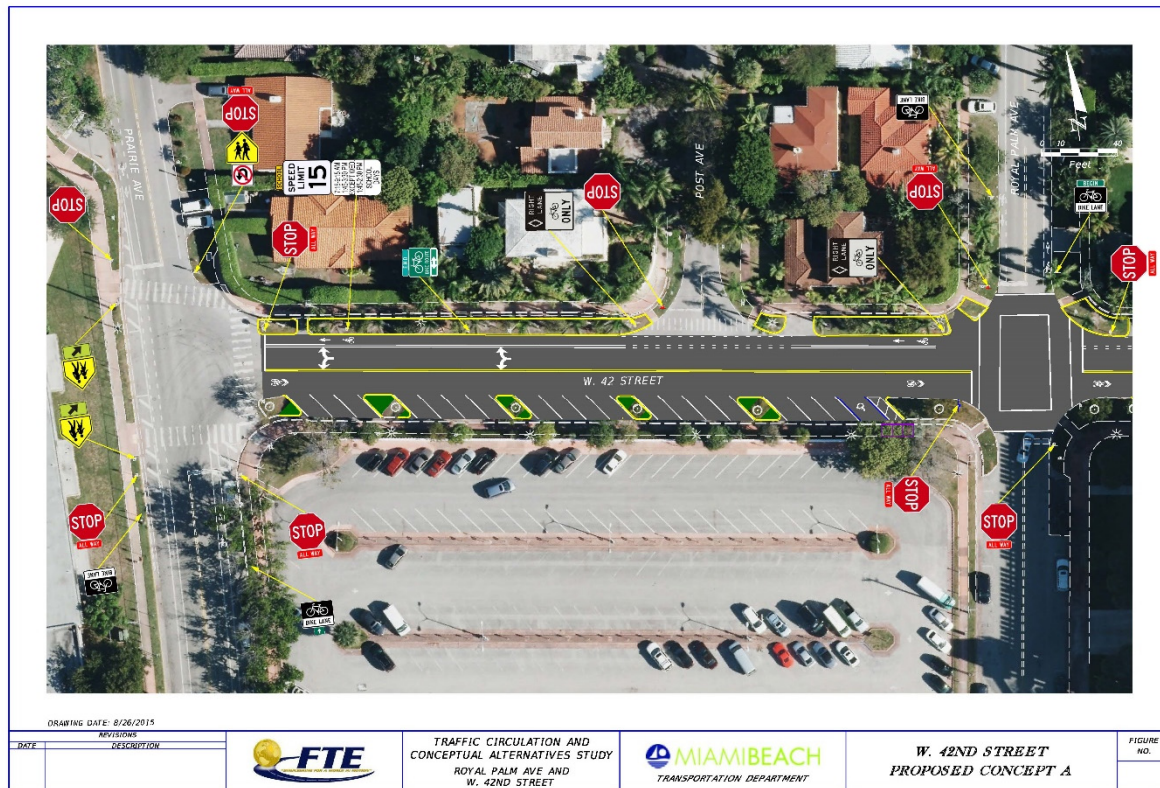 PRAIRIE AVE
ALL WAY
STOP
SCHOOL
SPEED
LIMIT
15
SCHOOL
DAYS
STOP
STOP
ALL WAY
RIGHT
LANE
ONLY
STOP
POST AVE
RIGHT
LANE
ONLY
BIKE LANE
STOP
ALL WAY
ROYAL PALM AVE
0 10 40
Feet
BEGIN
BIKE LANE
STOP
ALL WAY
W. 42 STREET
STOP
ALL WAY
BIKE LANE
STOP
ALL WAY
BIKE LANE
STOP
ALL WAY
STOP
ALL WAY
DRAWING DATE: 8/26/2015
REVISIONS
DATE DESCRIPTION
FTE
TRAFFIC CIRCULATION AND
CONCEPTUAL ALTERNATIVES STUDY
ROYAL PALM AVE AND
W. 42ND STREET
MIAMIBEACH
TRANSPORTATION DEPARTMENT
W. 42ND STREET
PROPOSED CONCEPT A
FIGURE
NO.